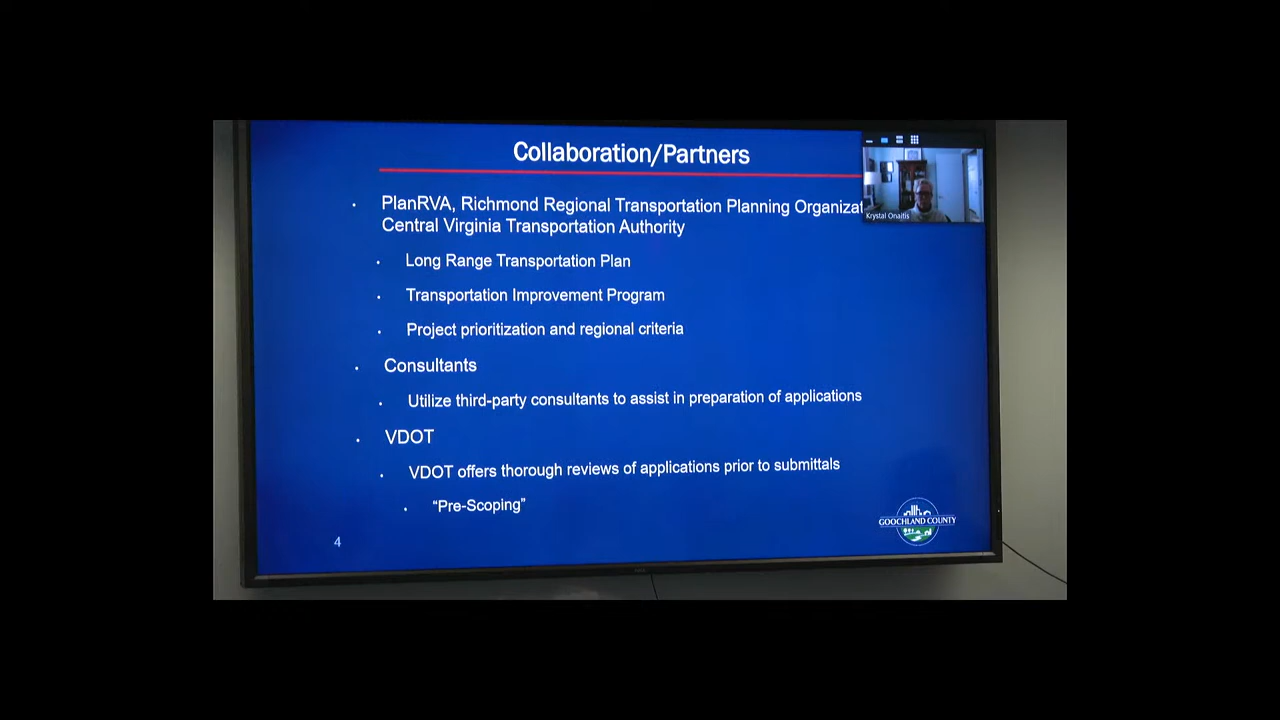 Collaboration/Partners
PlanRVA, Richmond Regional Transportation Planning Organizat
Central Virginia Transportation Authority
Long Range Transportation Plan
Transportation Improvement Program
Project prioritization and regional criteria
Consultants
Utilize third-party consultants to assist in preparation of applications
VDOT
VDOT offers thorough reviews of applications prior to submittals
“Pre-Scoping”
4
GOOCHLAND COUNTY
Krystal Onaitis